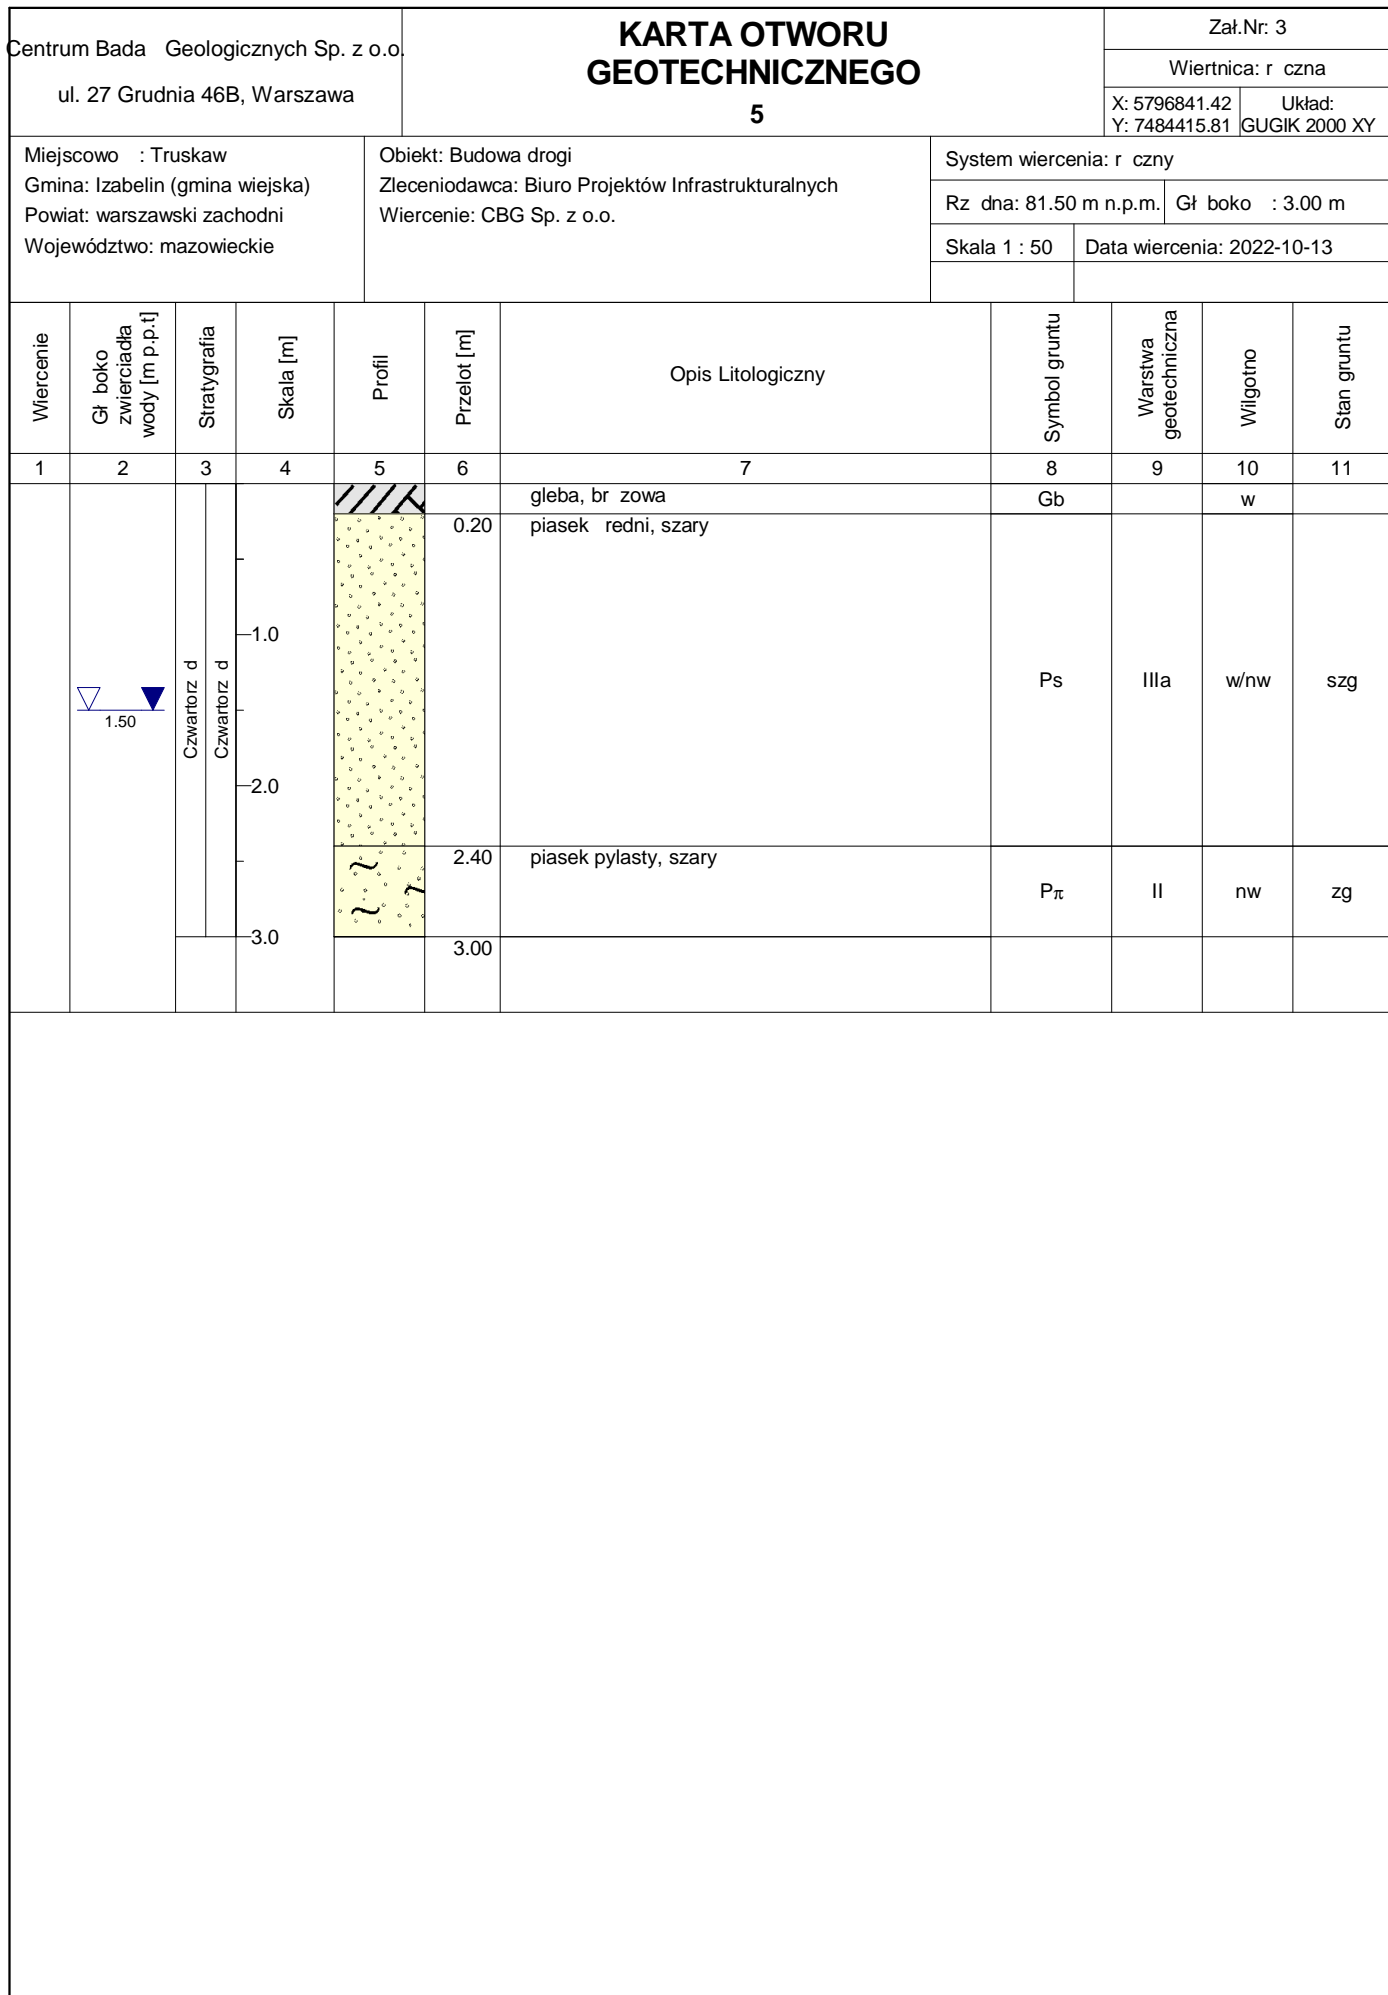 Centrum Bada Geologicznych Sp. z o.o.
ul. 27 Grudnia 46B, Warszawa
KARTA OTWORU
GEOTECHNICZNEGO
5
Zał.Nr: 3
Wiertnica: r czna
X: 5796841.42
Y: 7484415.81
Układ:
GUGIK 2000 XY
Miejscowo : Truskaw
Gmina: Izabelin (gmina wiejska)
Powiat: warszawski zachodni
Województwo: mazowieckie
Obiekt: Budowa drogi
Zleceniodawca: Biuro Projektów Infrastrukturalnych
Wiercenie: CBG Sp. z o.o.
System wiercenia: r czny
Rz dna: 81.50 m n.p.m.
Gł boko : 3.00 m
Skala 1 : 50
Data wiercenia: 2022-10-13
Wiercenie
Gł boko
zwierciadła
wody [m p.p.t]
Stratygrafia
Skala [m]
Profil
Przelot [m]
Opis Litologiczny
Symbol gruntu
Warstwa
geotechniczna
Wilgotno
Stan gruntu
1 2 3 4 5 6 7 8 9 10 11
gleba, br zowa
Gb
w
0.20
piasek redni, szary
1.0
Czwartorz d
Czwartorz d
1.50
Ps
IIIa
w/nw
szg
2.0
2.40
piasek pylasty, szary
Pπ
II
nw
zg
3.0
3.00